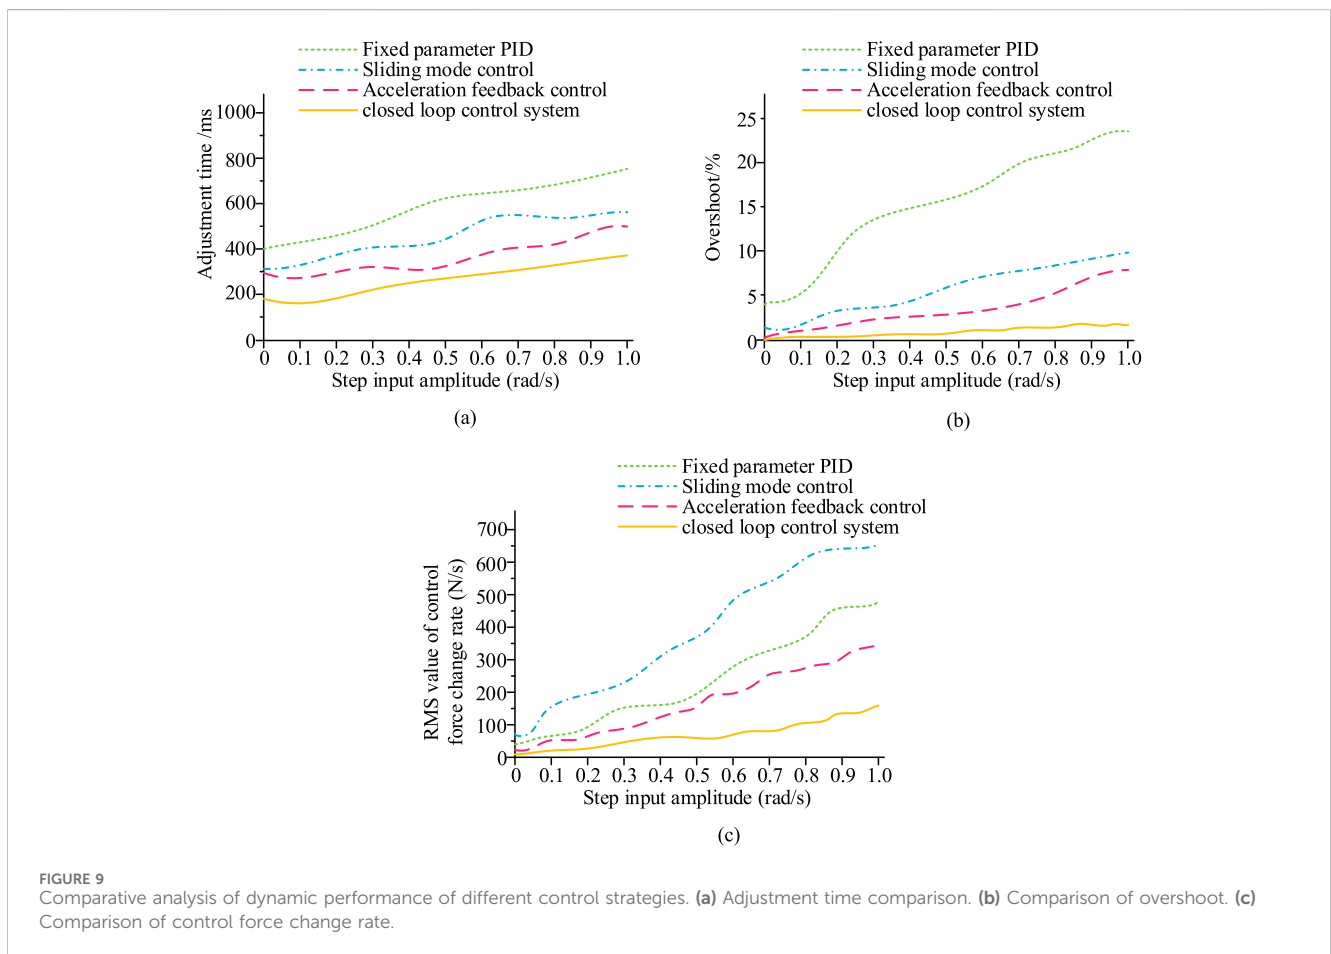 Fixed parameter PID
Sliding mode control
Acceleration feedback control
closed loop control system
Adjustment time /ms
1000
800
600
400
200
0
0 0.1 0.2 0.3 0.4 0.5 0.6 0.7 0.8 0.9 1.0
Step input amplitude (rad/s)
(a)
Fixed parameter PID
Sliding mode control
Acceleration feedback control
closed loop control system
Overshoot/%
25
20
15
10
5
0
0 0.1 0.2 0.3 0.4 0.5 0.6 0.7 0.8 0.9 1.0
Step input amplitude (rad/s)
(b)
Fixed parameter PID
Sliding mode control
Acceleration feedback control
closed loop control system
RMS value of control
force change rate (N/s)
700
600
500
400
300
200
100
0
0 0.1 0.2 0.3 0.4 0.5 0.6 0.7 0.8 0.9 1.0
Step input amplitude (rad/s)
(c)
FIGURE 9
Comparative analysis of dynamic performance of different control strategies. (a) Adjustment time comparison. (b) Comparison of overshoot. (c)
Comparison of control force change rate.